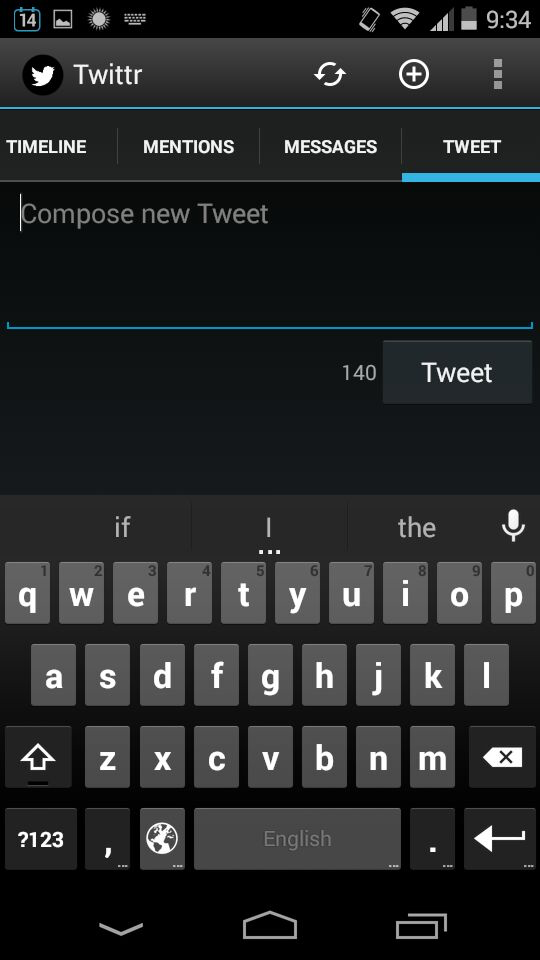 14 9:34
Twittr
TIMELINE MENTIONS MESSAGES TWEET
Compose new Tweet
140 Tweet
if I the
1 2 3 4 5 6 7 8 9 0
q w e r t y u i o p
a s d f g h j k l
z x c v b n m
?123 , English .